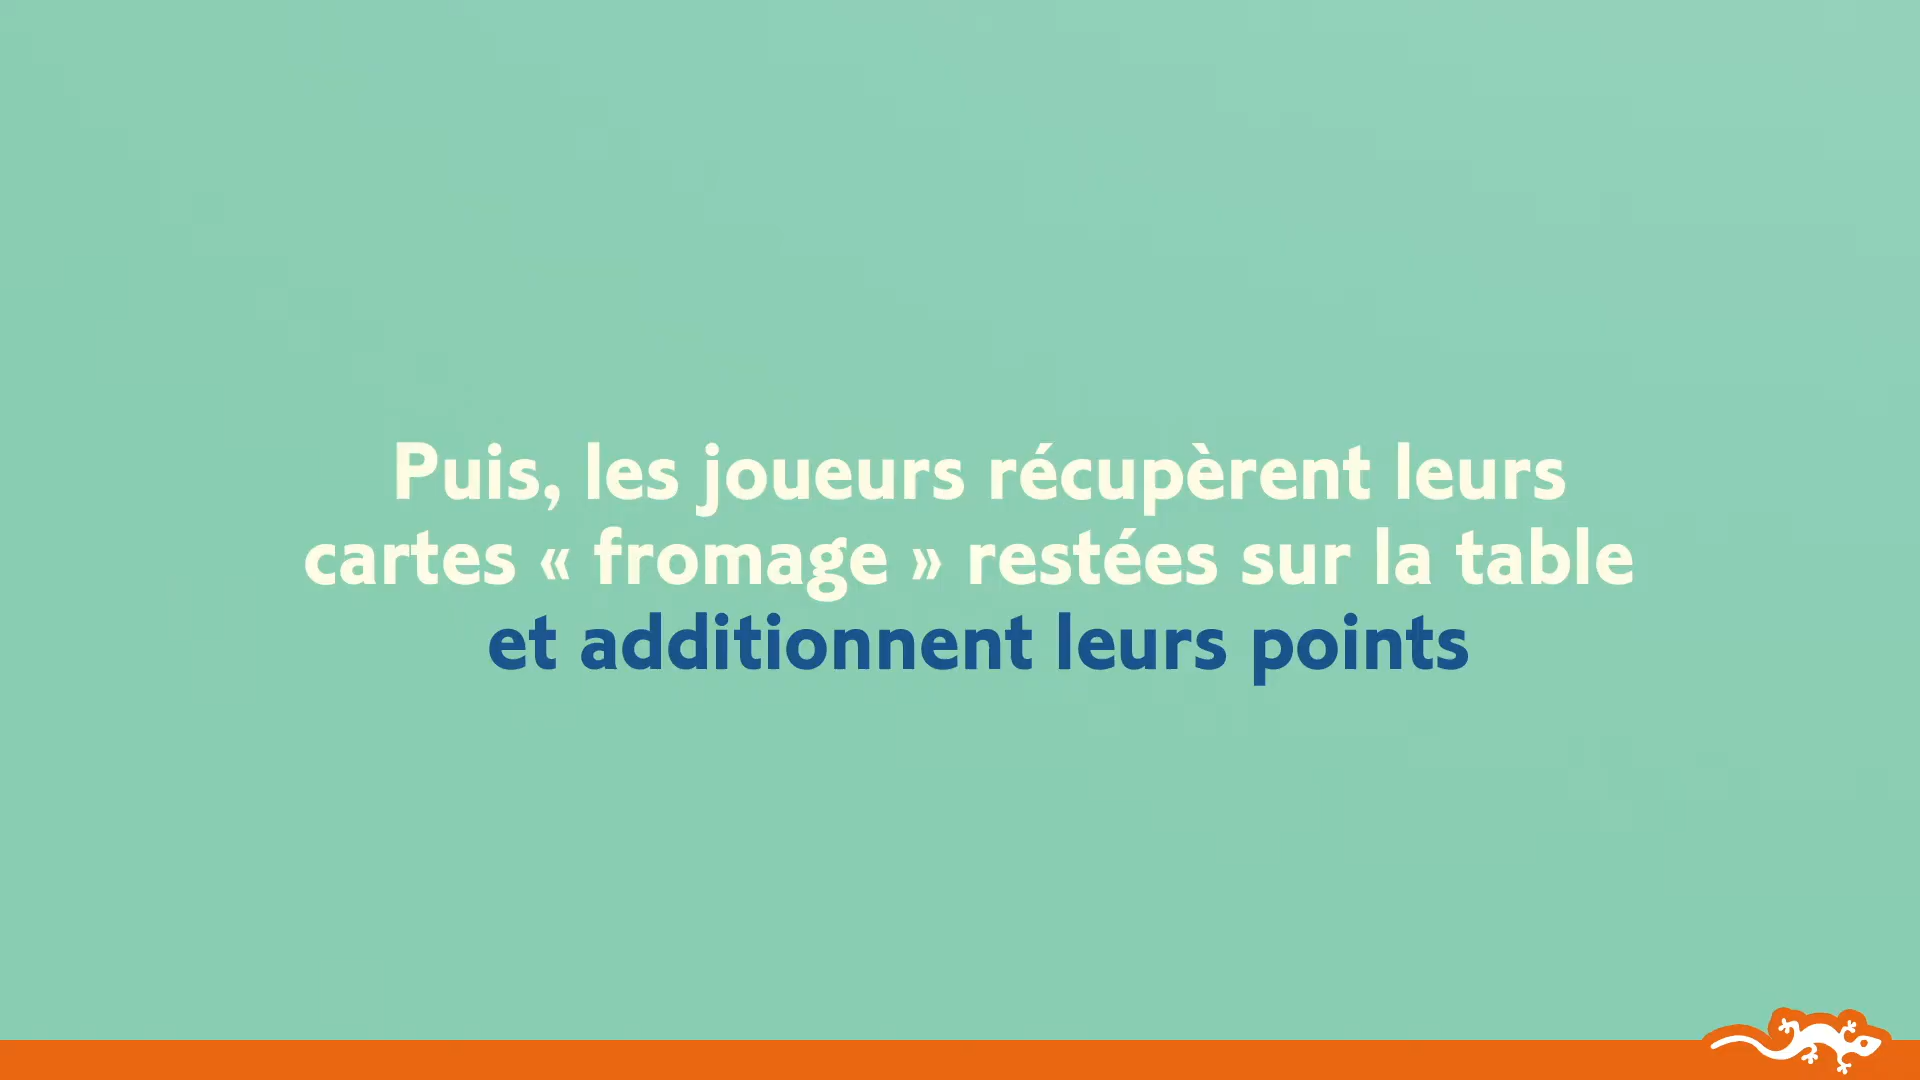 Puis, les joueurs récupèrent leurs
cartes « fromage » restées sur la table
et additionnent leurs points